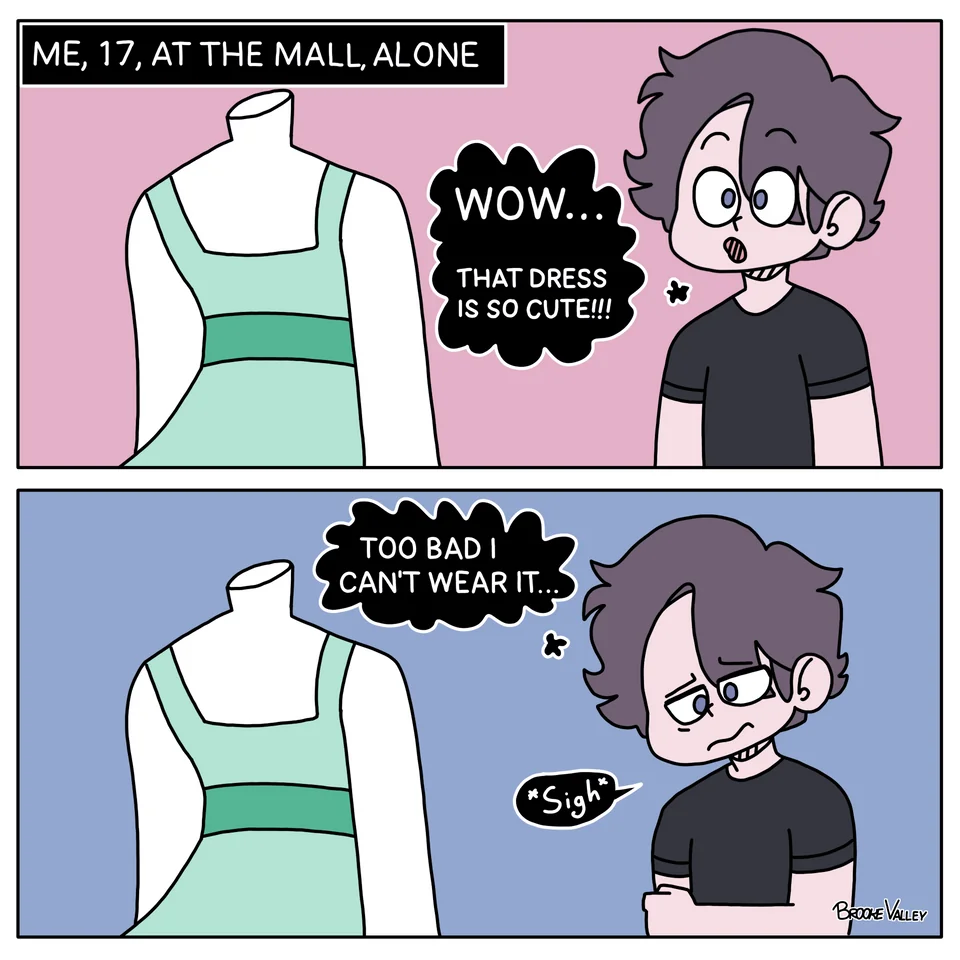 ME, 17, AT THE MALL, ALONE
WOW...
THAT DRESS
IS SO CUTE!!!
TOO BAD I
CAN'T WEAR IT...
*Sigh*
BROOKE VALLEY